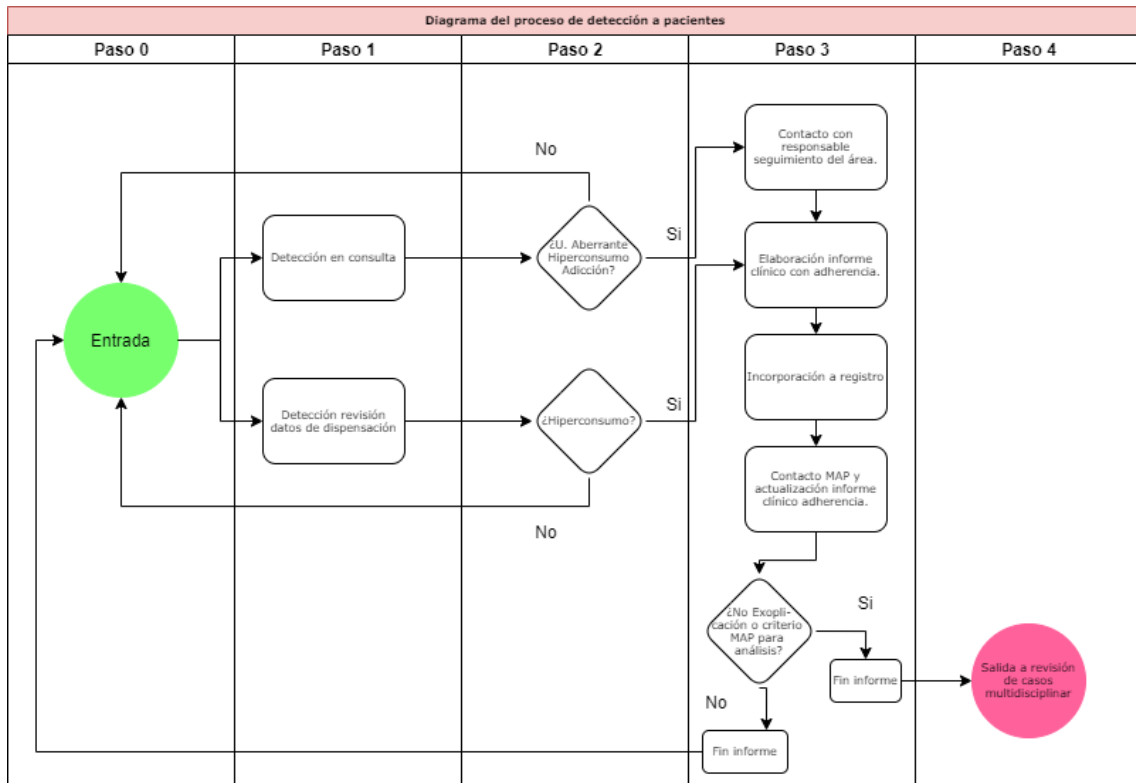 Diagrama del proceso de detección a pacientes
Paso 0
Paso 1
Paso 2
Paso 3
Paso 4
No
Contacto con
responsable
seguimiento del área.
Si
Detección en consulta
¿U. Aberrante
Hiperconsumo
Adicción?
Elaboración informe
clínico con adherencia.
Entrada
Incorporación a registro
Si
Detección revisión
datos de dispensación
¿Hiperconsumo?
Contacto MAP y
actualización informe
clínico adherencia.
No
¿No Exopli-
cación o criterio
MAP para
análisis?
Si
Fin informe
Salida a revisión
de casos
multidisciplinar
No
Fin informe